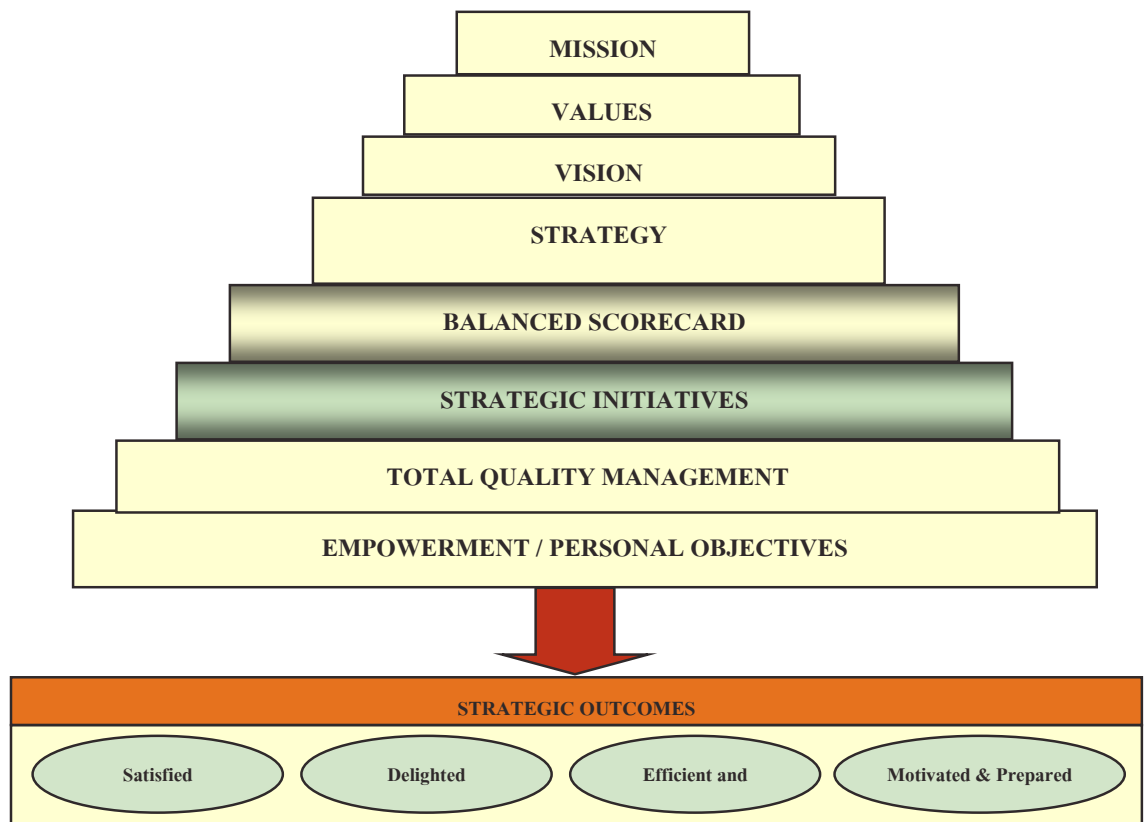 MISSION
VALUES
VISION
STRATEGY
BALANCED SCORECARD
STRATEGIC INITIATIVES
TOTAL QUALITY MANAGEMENT
EMPOWERMENT / PERSONAL OBJECTIVES
STRATEGIC OUTCOMES
Satisfied
Delighted
Efficient and
Motivated & Prepared